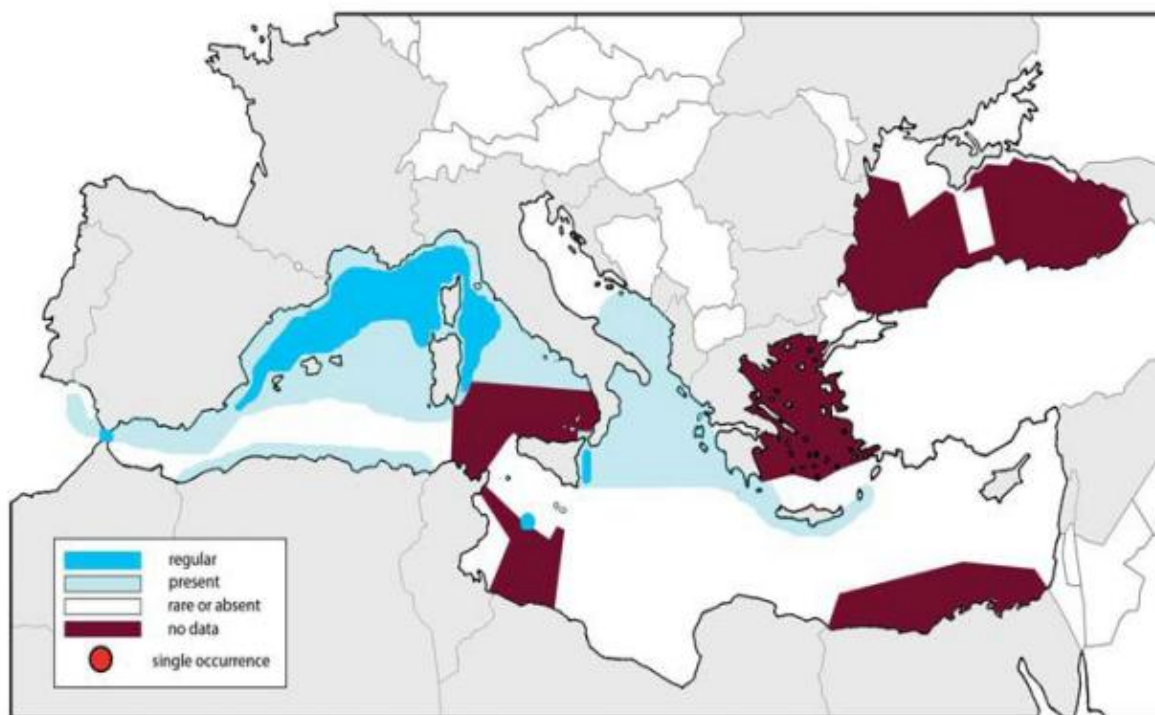 regular
present
rare or absent
no data
single occurrence